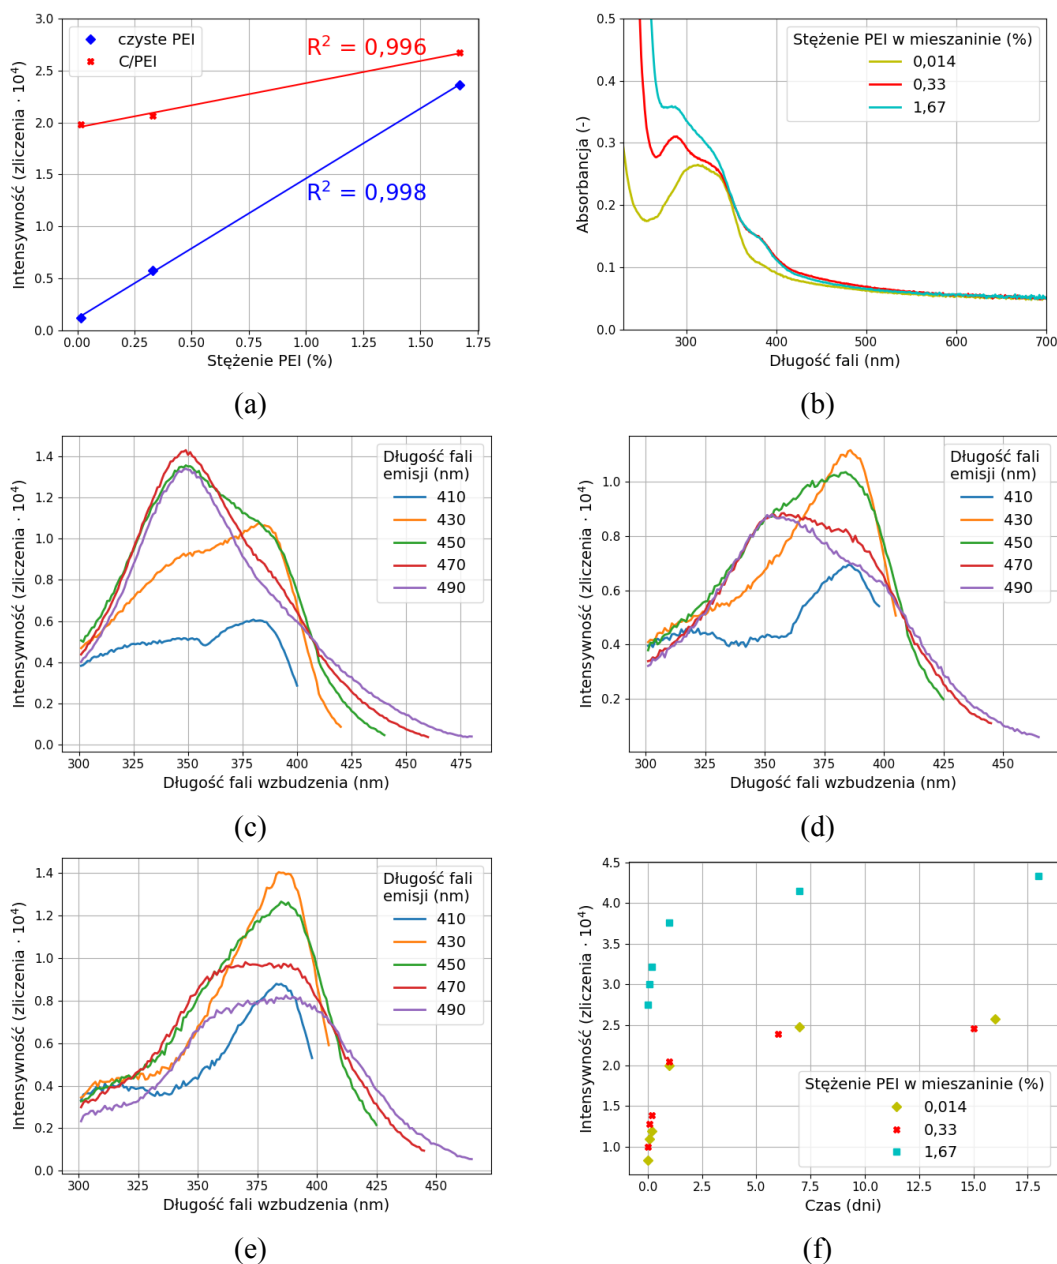 czyste PEI
C/PEI
R² = 0,996
R² = 0,998
3.0
2.5
2.0
1.5
1.0
0.5
0.0
0.00 0.25 0.50 0.75 1.00 1.25 1.50 1.75
Intensywność (zliczenia · 10⁴)
Stężenie PEI (%)
(a)
Stężenie PEI w mieszaninie (%)
0,014
0,33
1,67
0.5
0.4
0.3
0.2
0.1
0.0
300 400 500 600 700
Absorbancja (-)
Długość fali (nm)
(b)
Długość fali
emisji (nm)
410
430
450
470
490
1.4
1.2
1.0
0.8
0.6
0.4
0.2
0.0
300 325 350 375 400 425 450 475
Intensywność (zliczenia · 10⁴)
Długość fali wzbudzenia (nm)
(c)
Długość fali
emisji (nm)
410
430
450
470
490
1.0
0.8
0.6
0.4
0.2
300 325 350 375 400 425 450
Intensywność (zliczenia · 10⁴)
Długość fali wzbudzenia (nm)
(d)
Długość fali
emisji (nm)
410
430
450
470
490
1.4
1.2
1.0
0.8
0.6
0.4
0.2
0.0
300 325 350 375 400 425 450
Intensywność (zliczenia · 10⁴)
Długość fali wzbudzenia (nm)
(e)
4.5
4.0
3.5
3.0
2.5
2.0
1.5
1.0
Stężenie PEI w mieszaninie (%)
0,014
0,33
1,67
0.0 2.5 5.0 7.5 10.0 12.5 15.0 17.5
Intensywność (zliczenia · 10⁴)
Czas (dni)
(f)